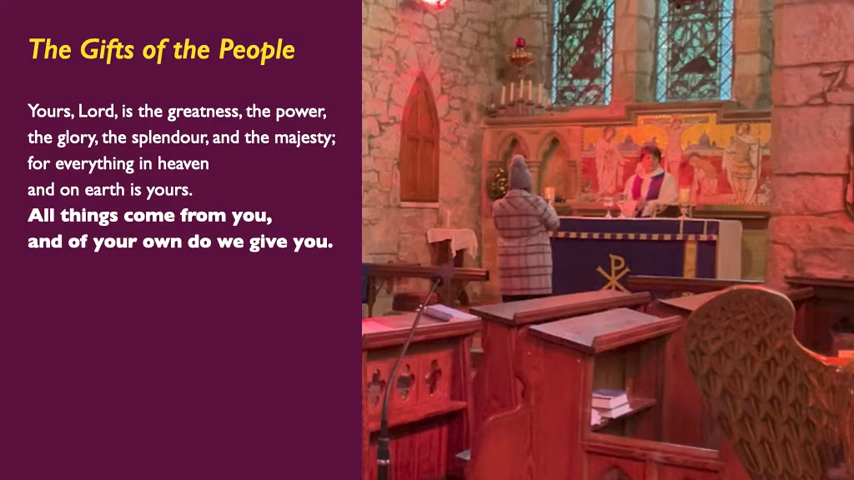 The Gifts of the People
Yours, Lord, is the greatness, the power,
the glory, the splendour, and the majesty;
for everything in heaven
and on earth is yours.
All things come from you,
and of your own do we give you.